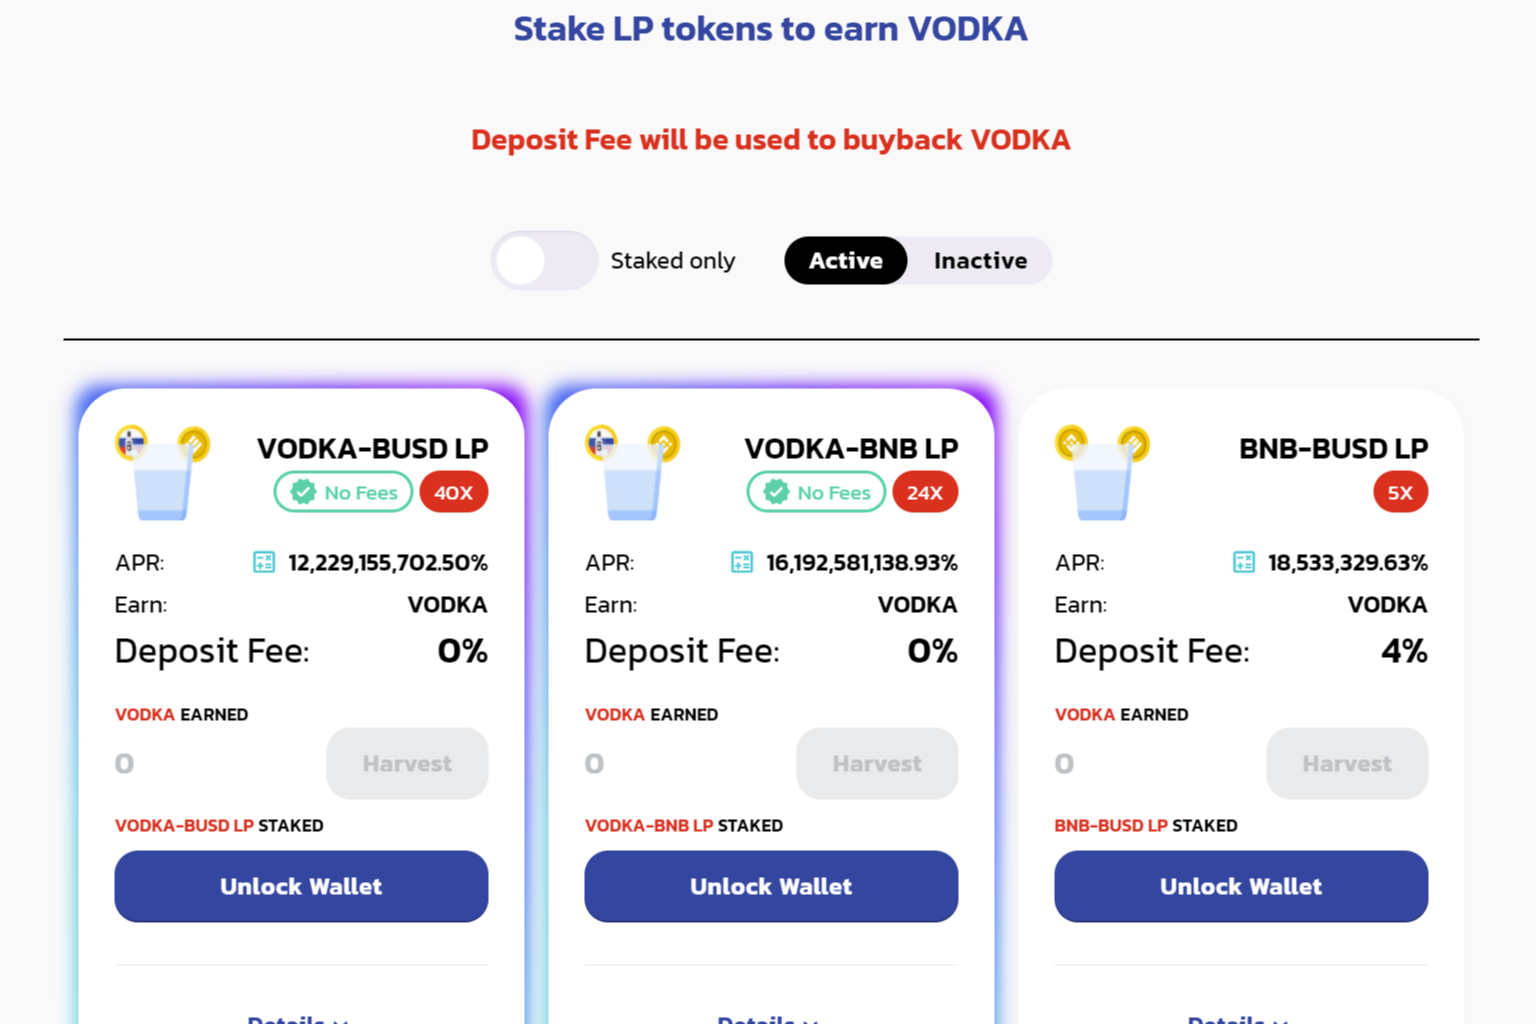 Stake LP tokens to earn VODKA
Deposit Fee will be used to buyback VODKA
Staked only
Active
Inactive
VODKA-BUSD LP
No Fees
40X
APR:
12,229,155,702.50%
Earn:
VODKA
Deposit Fee:
0%
VODKA EARNED
0
Harvest
VODKA-BUSD LP STAKED
Unlock Wallet
Details
VODKA-BNB LP
No Fees
24X
APR:
16,192,581,138.93%
Earn:
VODKA
Deposit Fee:
0%
VODKA EARNED
0
Harvest
VODKA-BNB LP STAKED
Unlock Wallet
Details
BNB-BUSD LP
5X
APR:
18,533,329.63%
Earn:
VODKA
Deposit Fee:
4%
VODKA EARNED
0
Harvest
BNB-BUSD LP STAKED
Unlock Wallet
Details